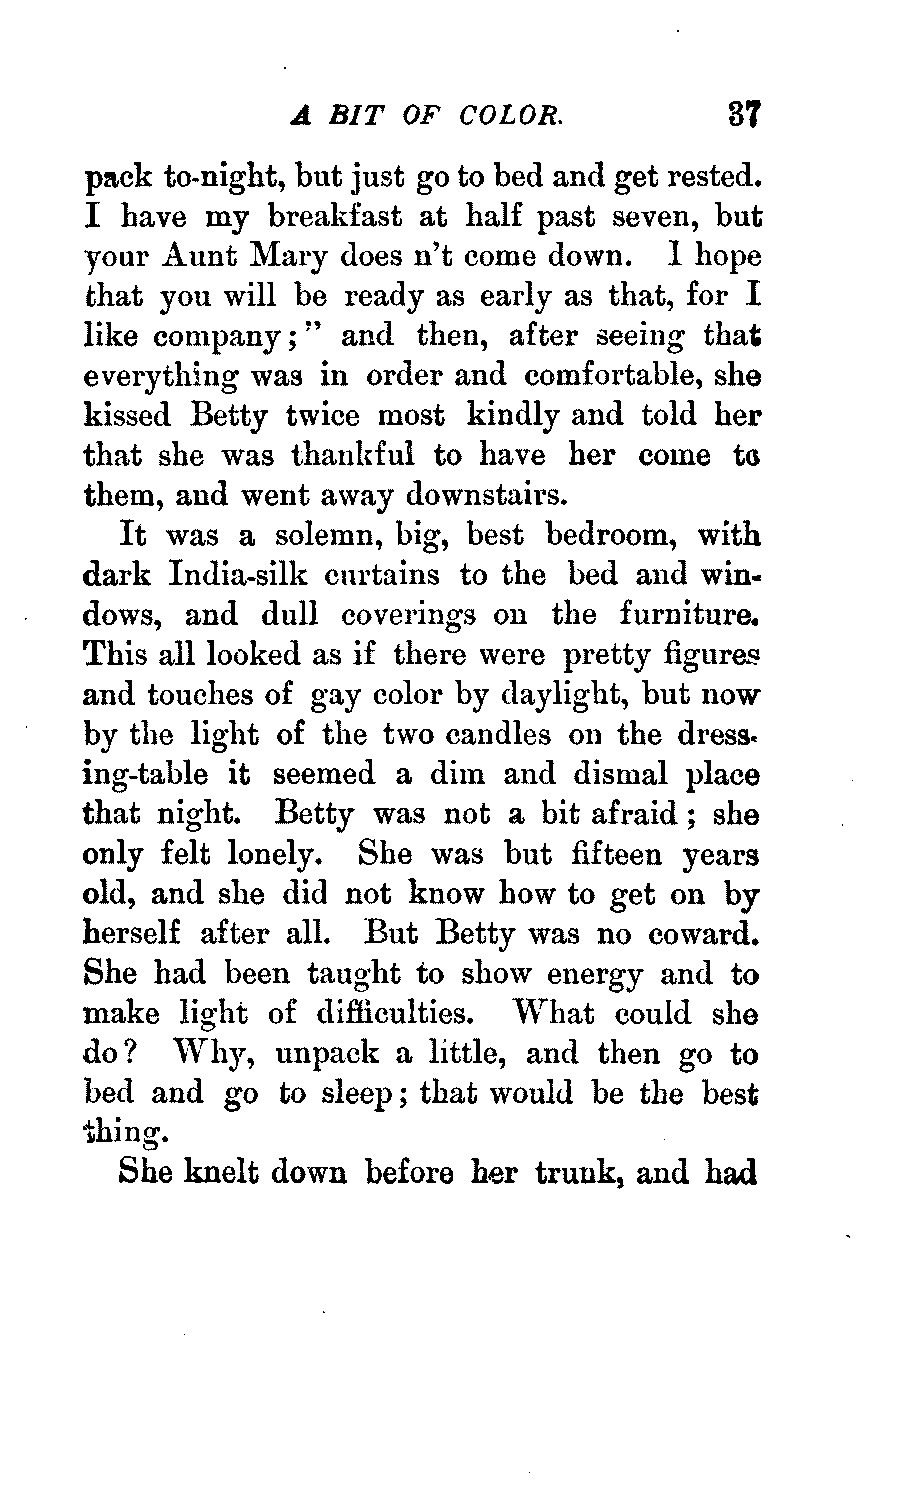 A BIT OF COLOR. 37
pack to-night, but just go to bed and get rested.
I have my breakfast at half past seven, but
your Aunt Mary does n't come down. I hope
that you will be ready as early as that, for I
like company;" and then, after seeing that
everything was in order and comfortable, she
kissed Betty twice most kindly and told her
that she was thankful to have her come to
them, and went away downstairs.
It was a solemn, big, best bedroom, with
dark India-silk curtains to the bed and win-
dows, and dull coverings on the furniture.
This all looked as if there were pretty figures
and touches of gay color by daylight, but now
by the light of the two candles on the dress-
ing-table it seemed a dim and dismal place
that night. Betty was not a bit afraid; she
only felt lonely. She was but fifteen years
old, and she did not know how to get on by
herself after all. But Betty was no coward.
She had been taught to show energy and to
make light of difficulties. What could she
do? Why, unpack a little, and then go to
bed and go to sleep; that would be the best
thing.
She knelt down before her trunk, and had